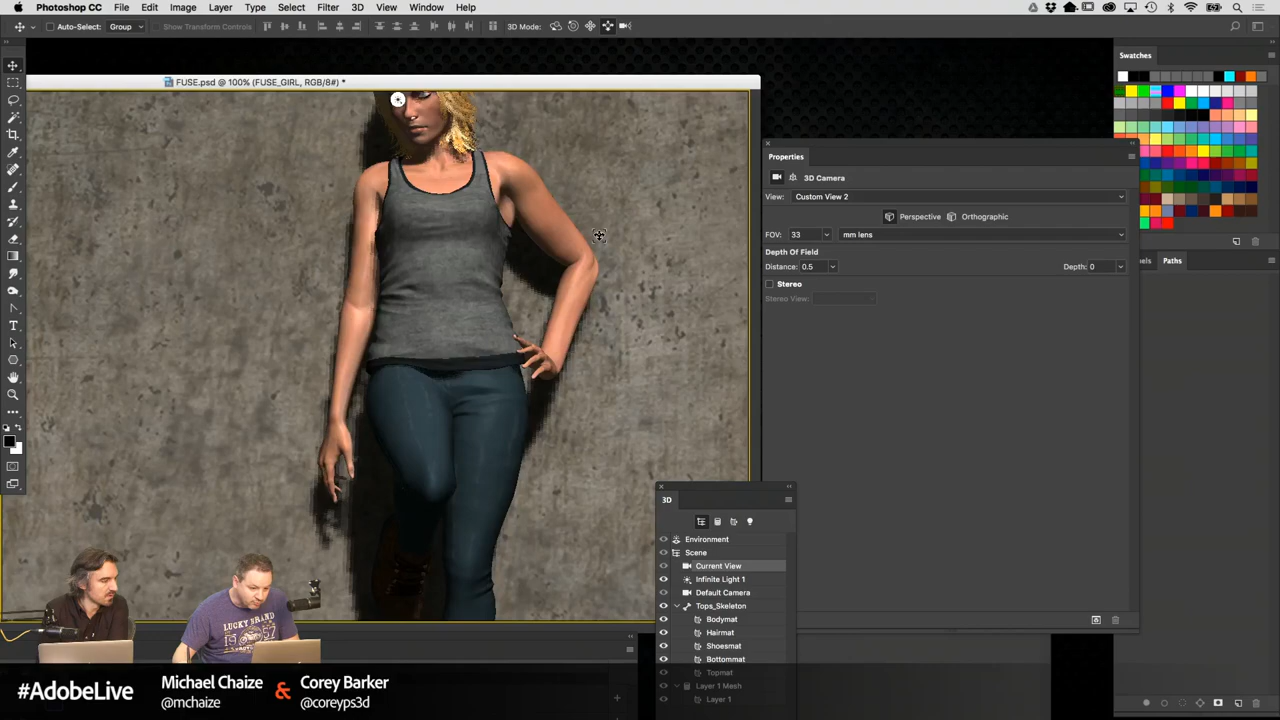 Photoshop CC File Edit Image Layer Type Select Filter 3D View Window Help
Auto-Select: Group Show Transform Controls 3D Mode:
Swatches
FUSE.psd @ 100% (FUSE_GIRL, RGB/8#) *
Properties
3D Camera
View: Custom View 2
Perspective Orthographic
FOV: 33 mm lens
Depth Of Field
Distance: 0.5 Depth: 0
Stereo
Stereo View:
Paths
3D
Environment
Scene
Current View
Infinite Light 1
Default Camera
Tops_Skeleton
Bodymat
Hairmat
Shoesmat
Bottommat
Topmat
Layer 1 Mesh
Layer 1
LUCKY BRAND
#AdobeLive
Michael Chaize & Corey Barker
@mchaize @coreyps3d